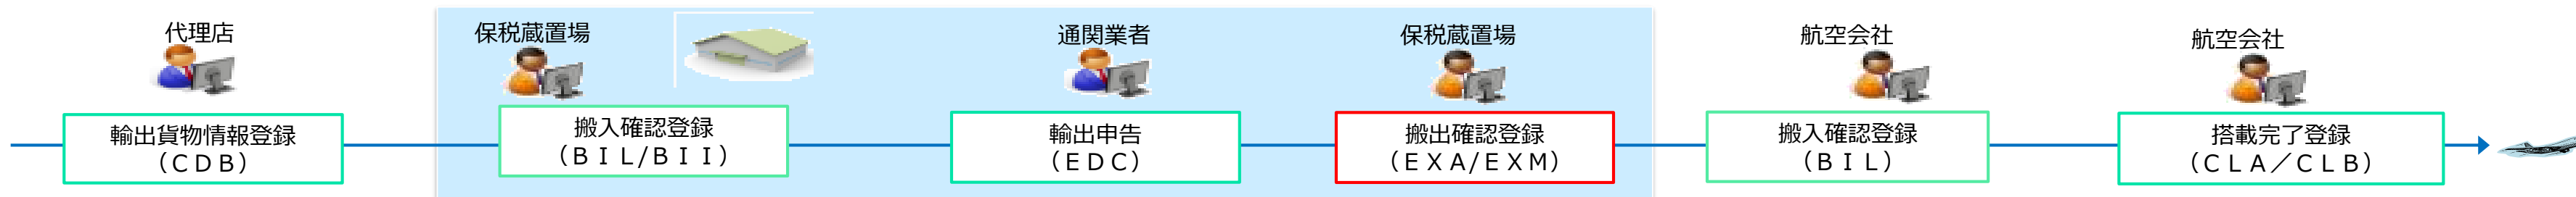 代理店
輸出貨物情報登録
（ＣＤＢ）
保税蔵置場
搬入確認登録
（ＢＩＬ/ＢＩＩ）
通関業者
輸出申告
（ＥＤＣ）
保税蔵置場
搬出確認登録
（ＥＸＡ/ＥＸＭ）
航空会社
搬入確認登録
（ＢＩＬ）
航空会社
搭載完了登録
（ＣＬＡ／ＣＬＢ）